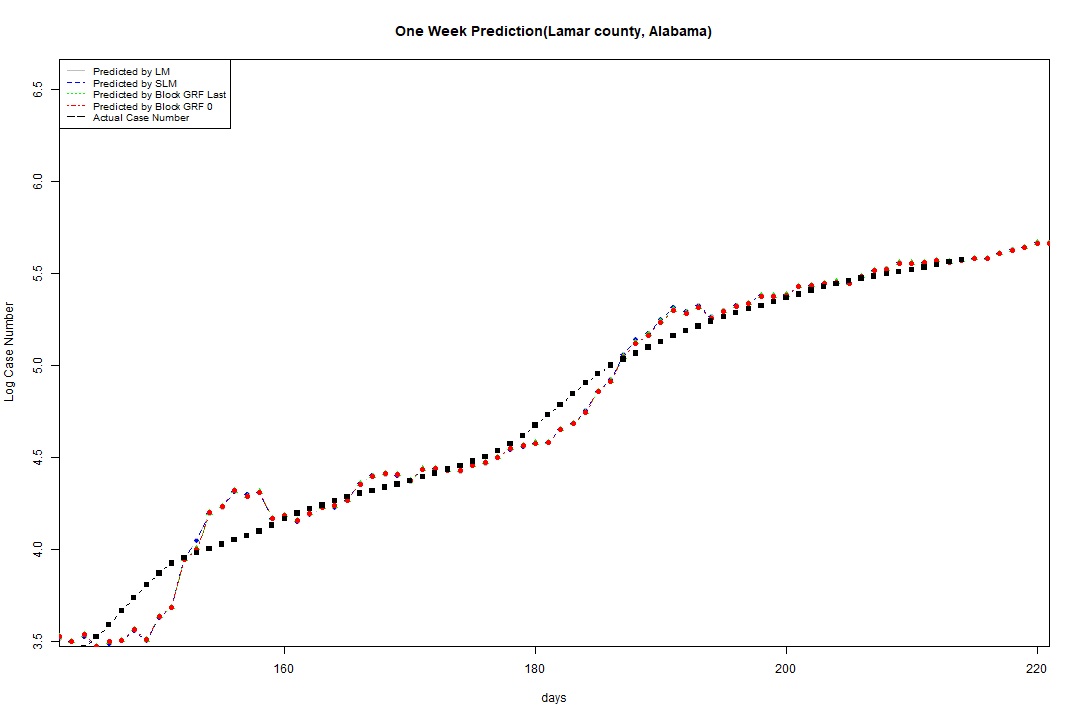 One Week Prediction(Lamar county, Alabama)
Predicted by LM
Predicted by SLM
Predicted by Block GRF Last
Predicted by Block GRF 0
Actual Case Number
6.5
6.0
5.5
5.0
4.5
4.0
3.5
Log Case Number
160 180 200 220
days